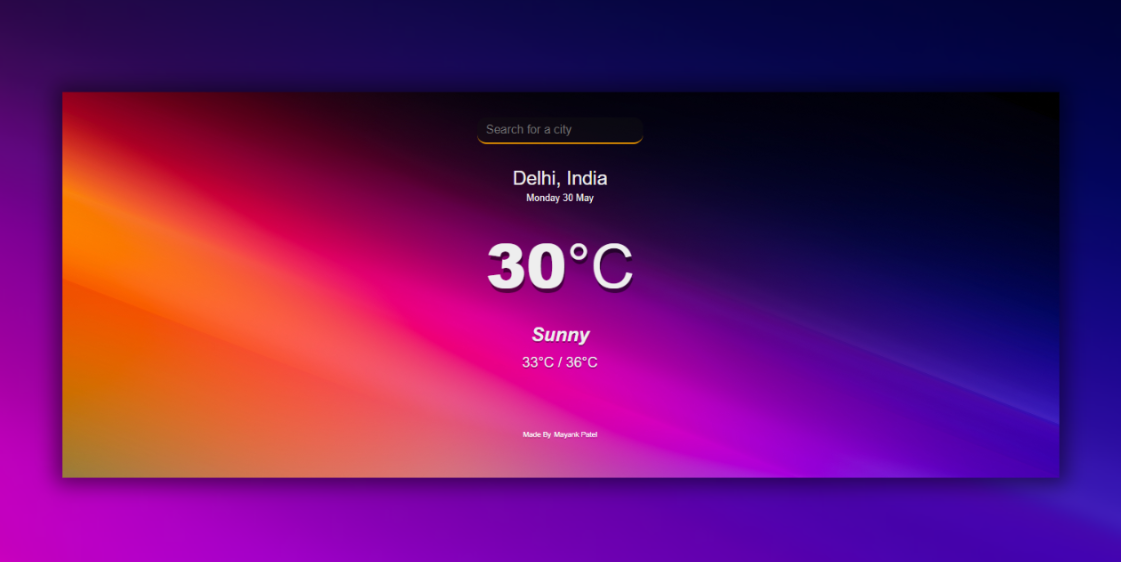 Search for a city
Delhi, India
Monday 30 May
30°C
Sunny
33°C / 36°C
Made By Mayank Patel